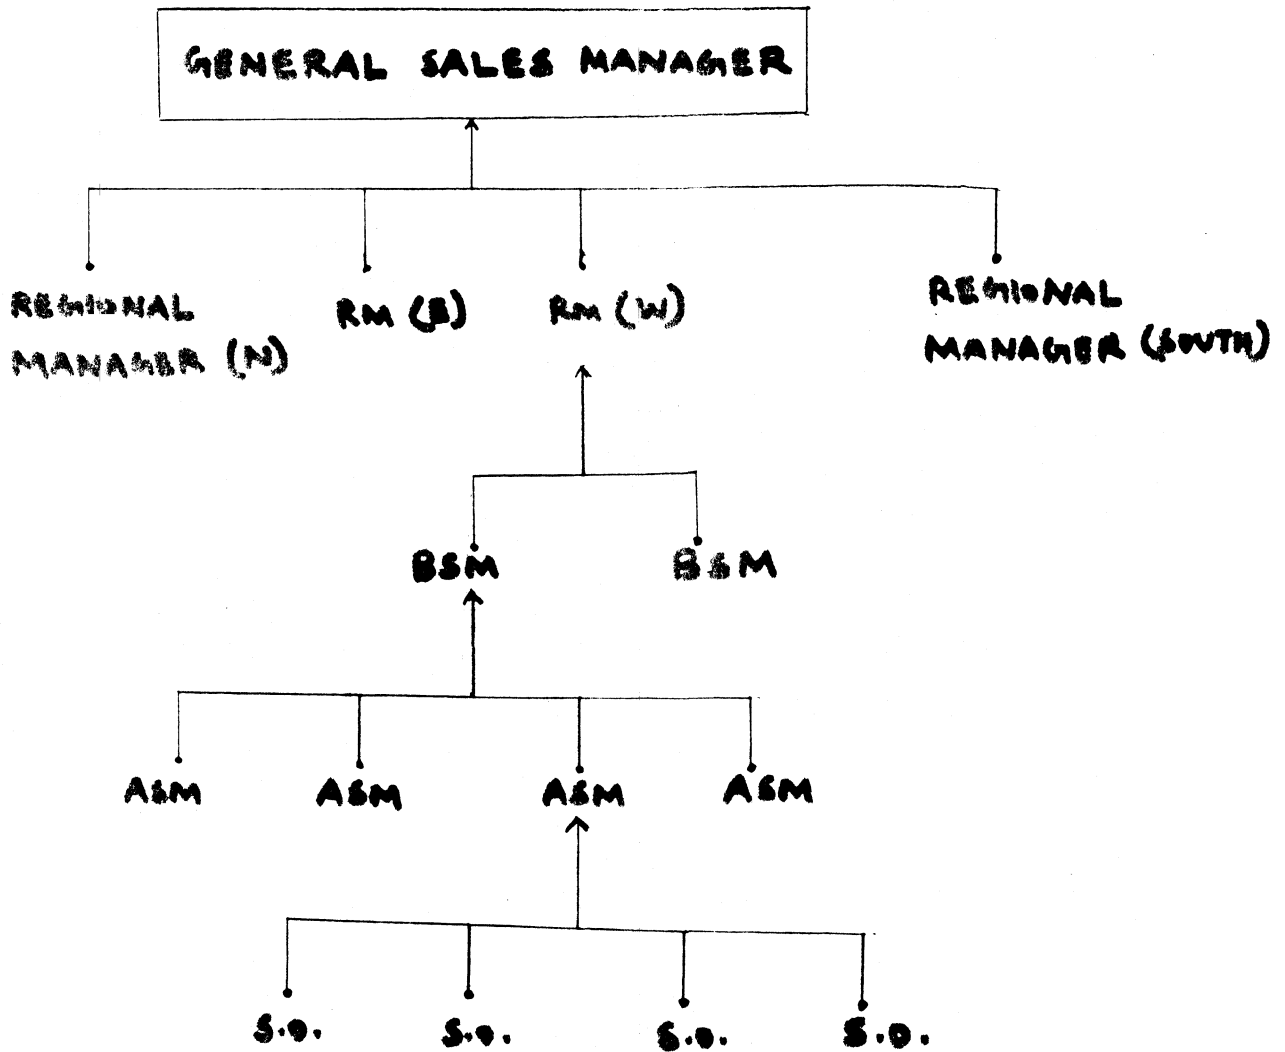 GENERAL SALES MANAGER
REGIONAL
MANAGER (N)
RM (E)
RM (W)
REGIONAL
MANAGER (SOUTH)
BSM
BSM
ASM
ASM
ASM
ASM
S.O.
S.O.
S.O.
S.O.